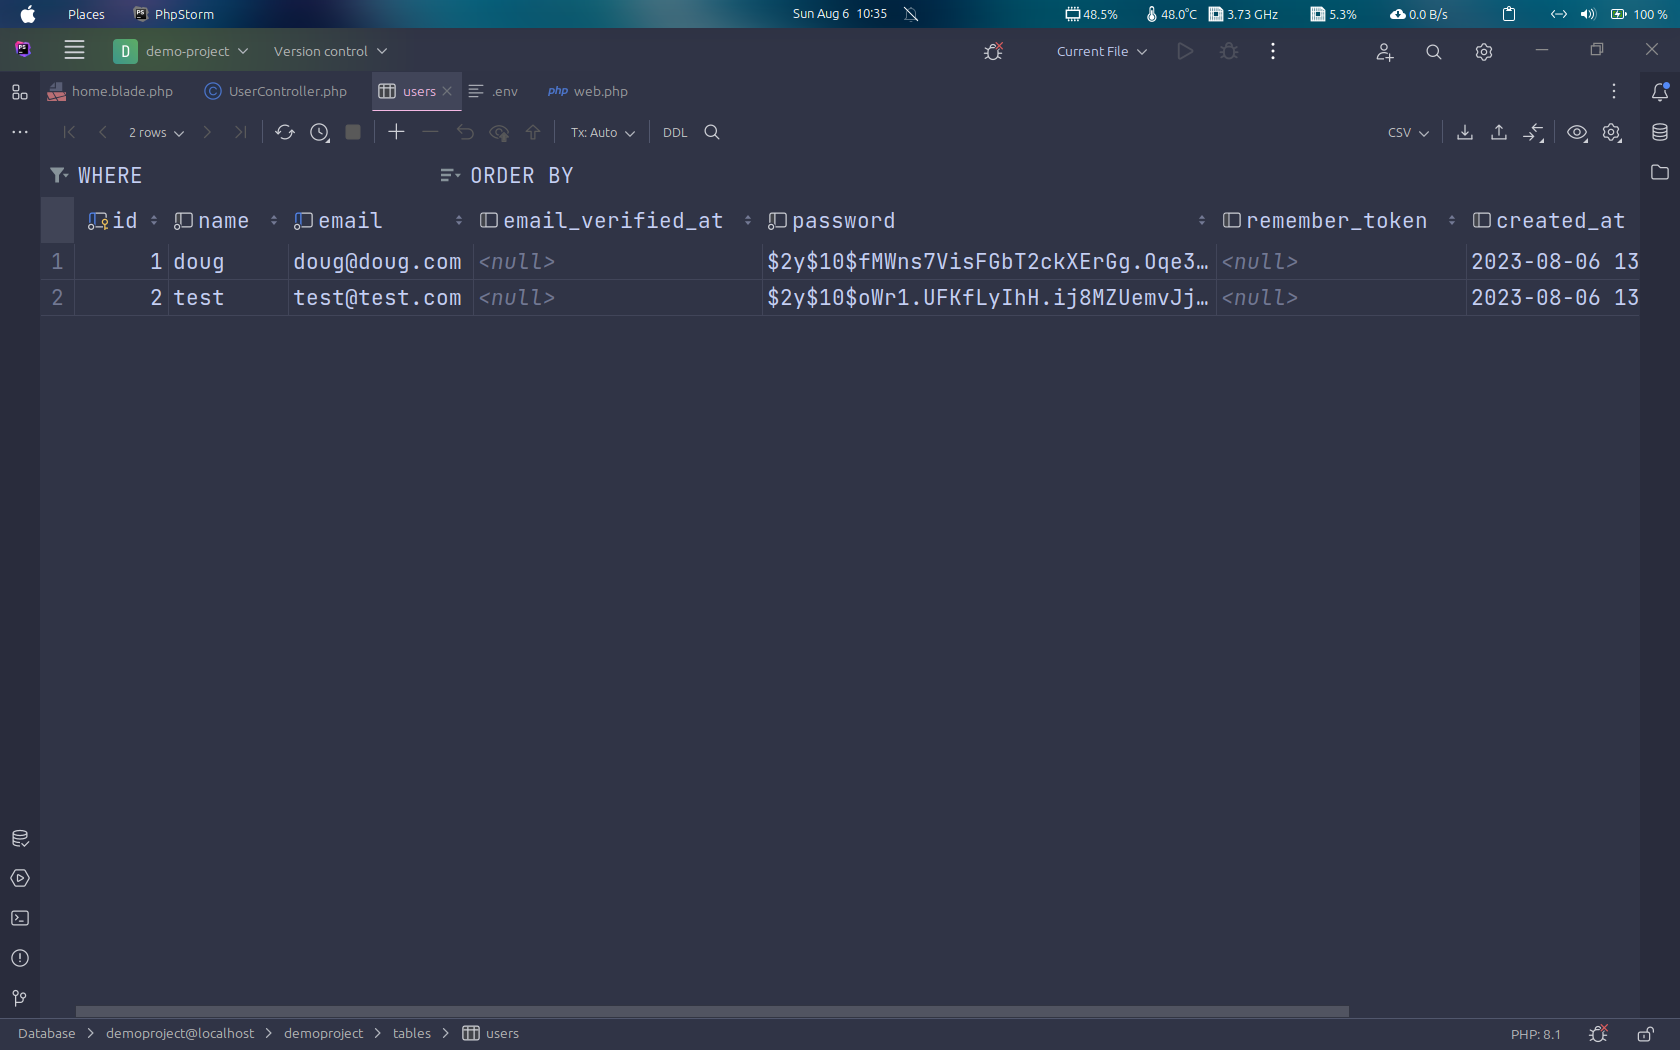 Places PhpStorm Sun Aug 6 10:35 48.5% 48.0°C 3.73 GHz 5.3% 0.0 B/s 100 %
PS D demo-project Version control Current File
home.blade.php UserController.php users .env php web.php
2 rows Tx: Auto DDL CSV
WHERE ORDER BY
id name email email_verified_at password remember_token created_at
1 1 doug doug@doug.com <null> $2y$10$fMWns7VisFGbT2ckXErGg.Oqe3… <null> 2023-08-06 13
2 2 test test@test.com <null> $2y$10$oWr1.UFKfLyIhH.ij8MZUemvJj… <null> 2023-08-06 13
Database demoproject@localhost demoproject tables users PHP: 8.1